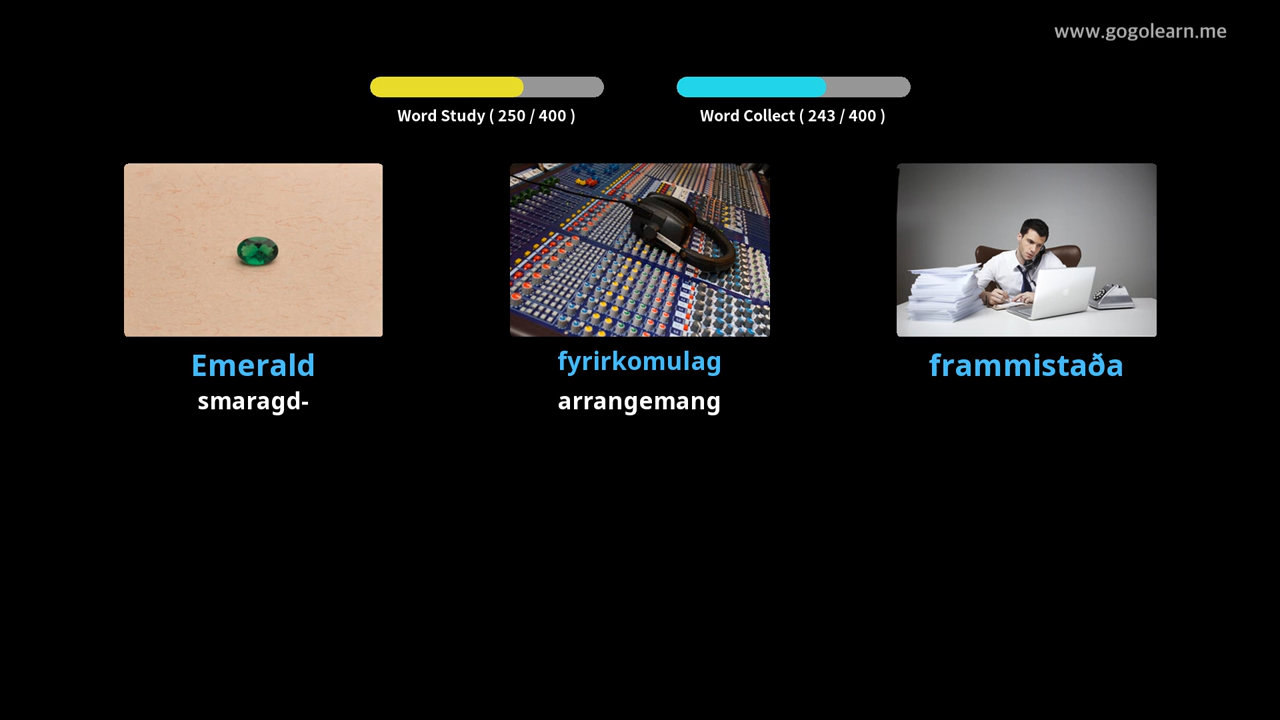 www.gogolearn.me
Word Study ( 250 / 400 )
Word Collect ( 243 / 400 )
Emerald
smaragd-
fyrirkomulag
arrangemang
frammistaða